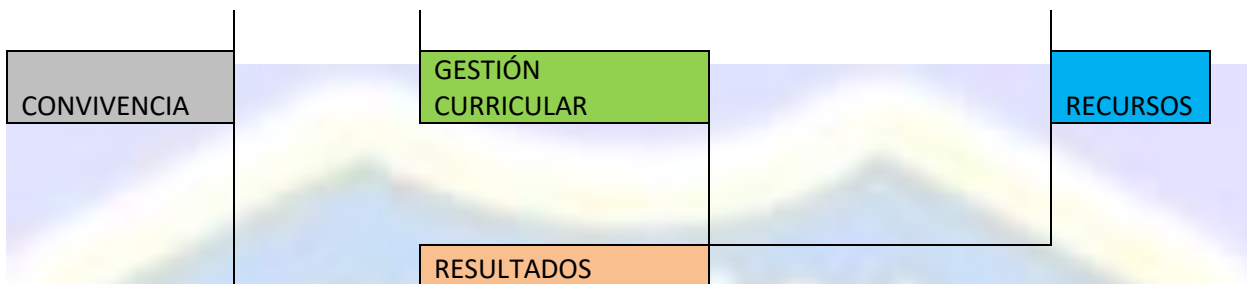 GESTIÓN
CONVIVENCIA
CURRICULAR
RECURSOS
RESULTADOS